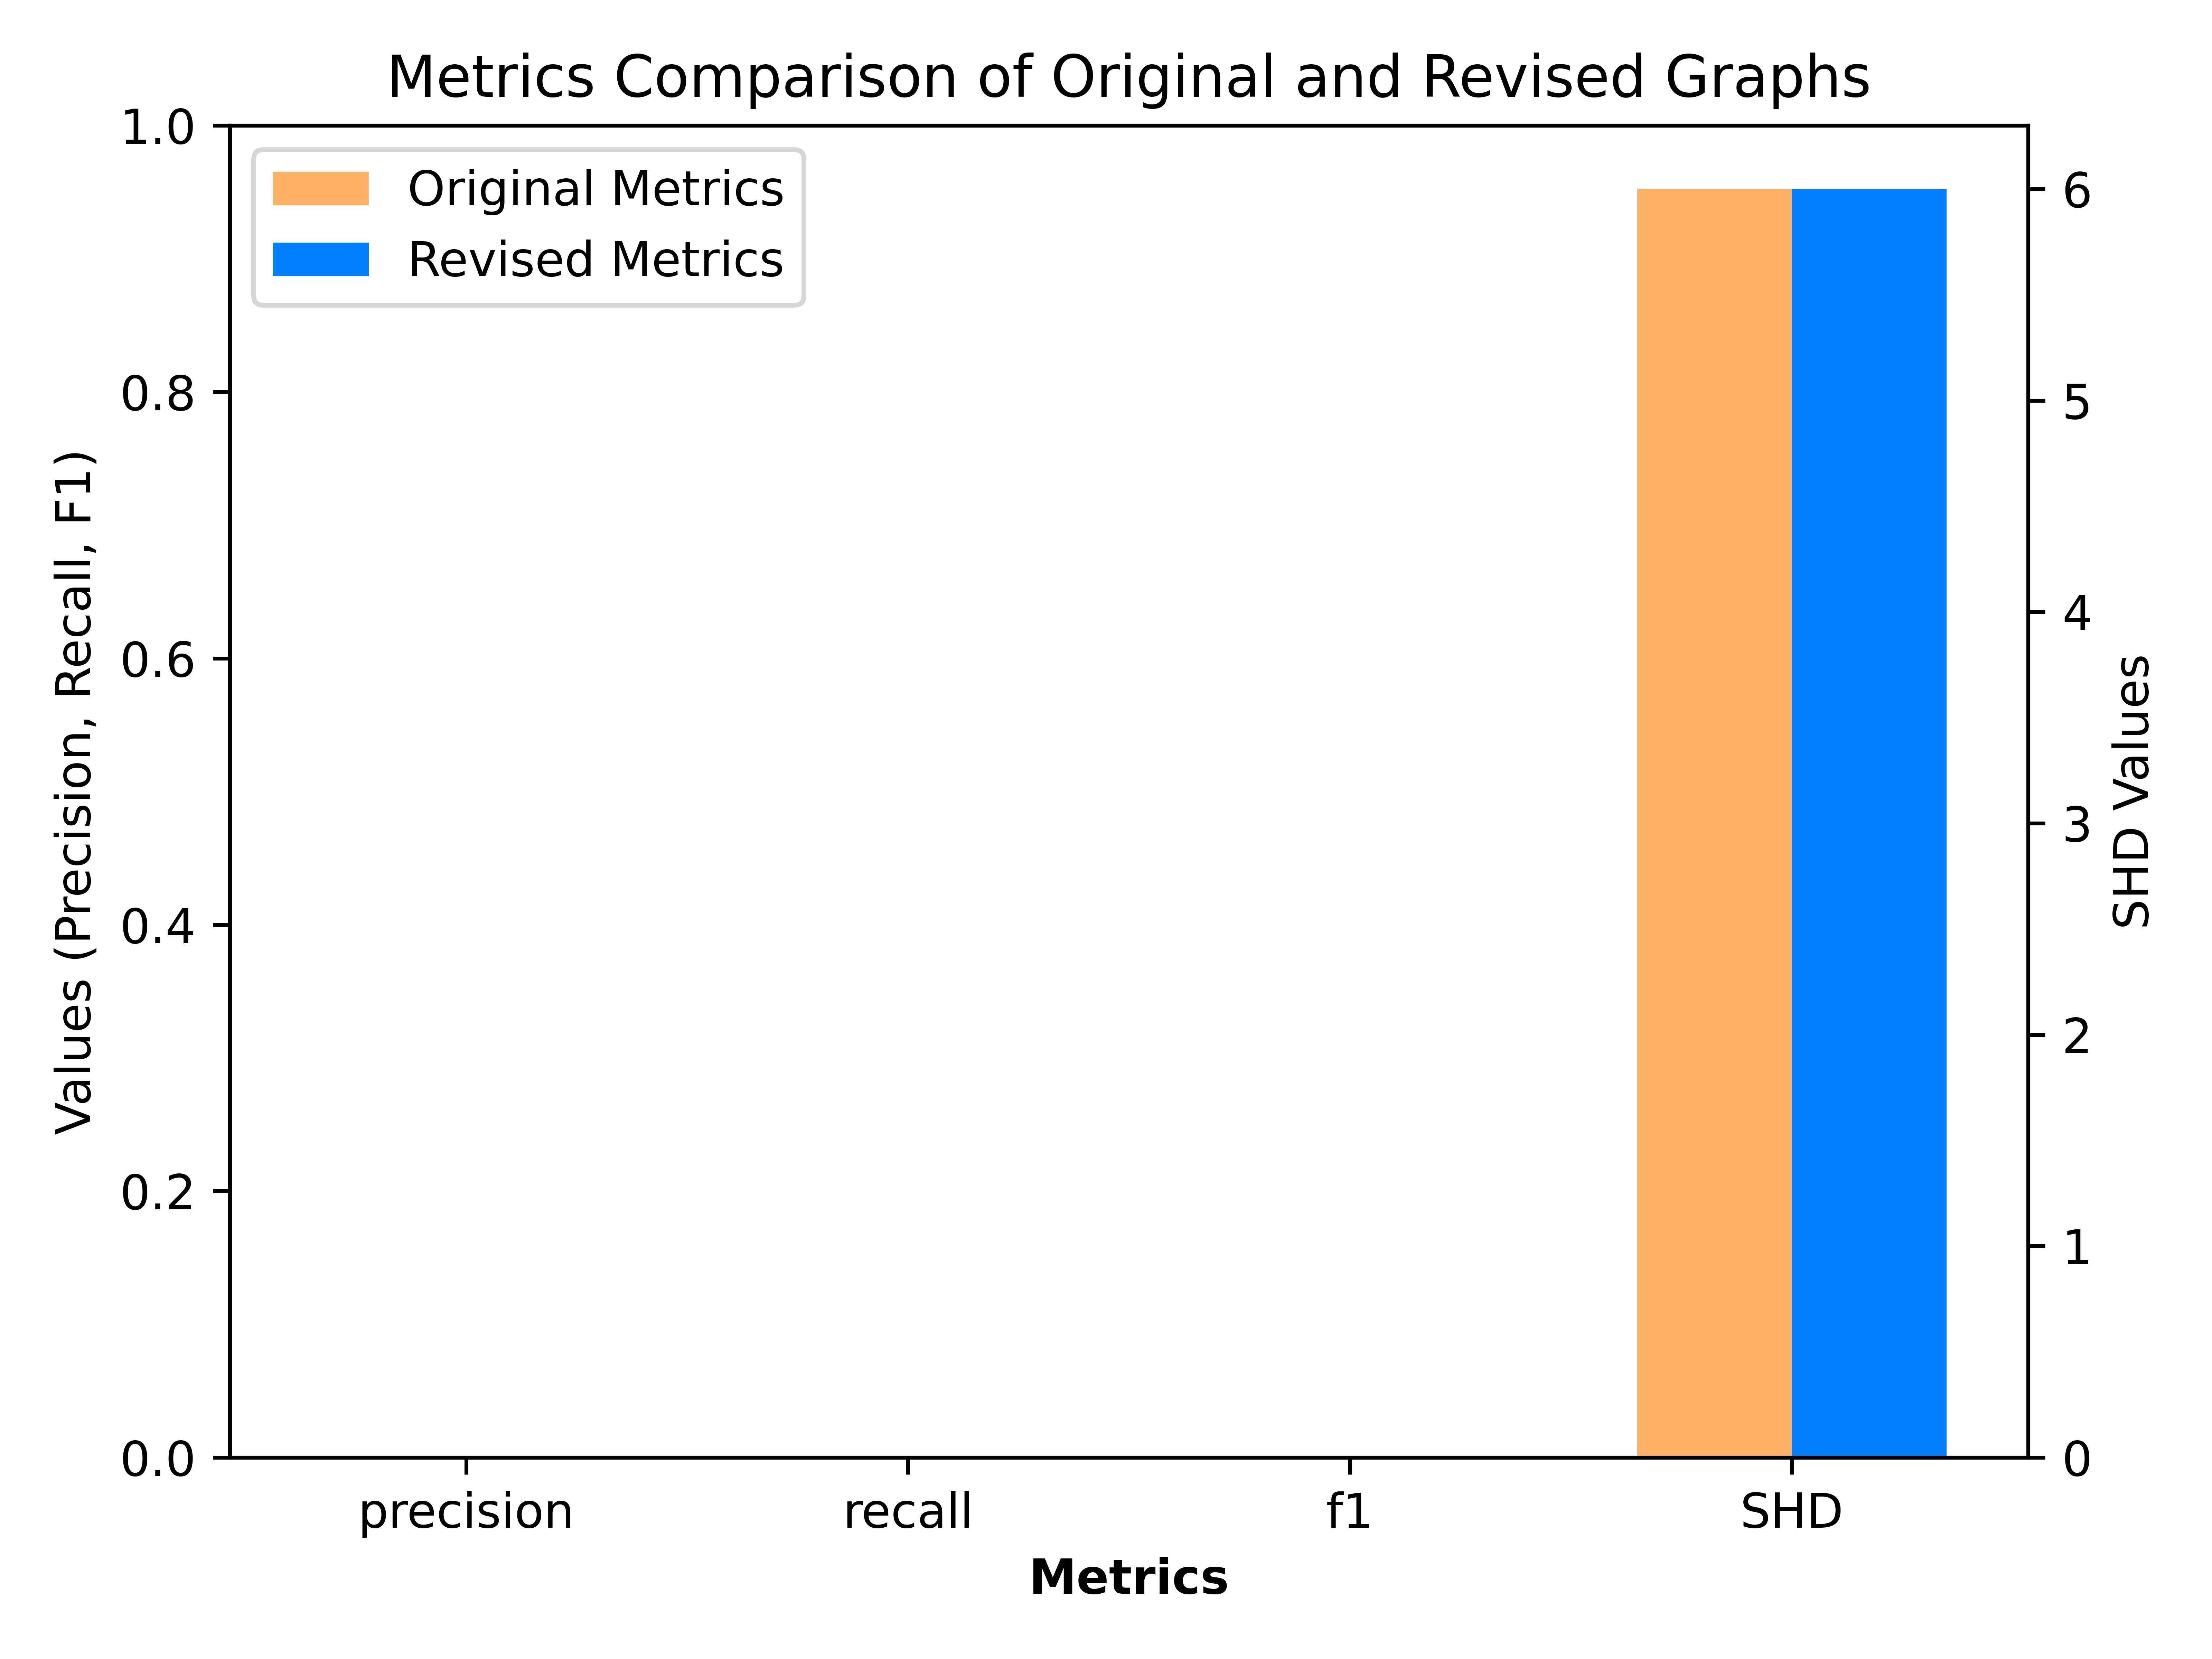 Metrics Comparison of Original and Revised Graphs
Original Metrics
Revised Metrics
Values (Precision, Recall, F1)
1.0
0.8
0.6
0.4
0.2
0.0
SHD Values
6
5
4
3
2
1
0
precision recall f1 SHD
Metrics